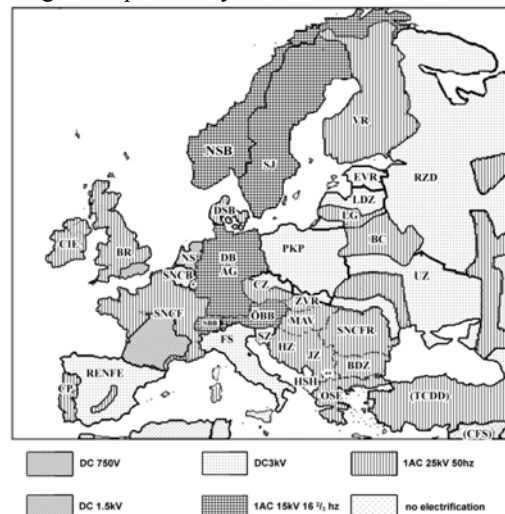 NSB
SJ
VR
EVR
RZD
LDZ
LG
DSB
BC
CIE
BR
NS
DB
AG
PKP
SNCB
CZ
UZ
ZVR
SNCF
SBB
ÖBB
MAV
SNCFR
FS
SZ
HZ
JZ
BDZ
RENFE
CP
HSH
OSE
(TCDD)
(CFS)
DC 750V
DC3kV
1AC 25kV 50hz
DC 1.5kV
1AC 15kV 16 2/3 hz
no electrification